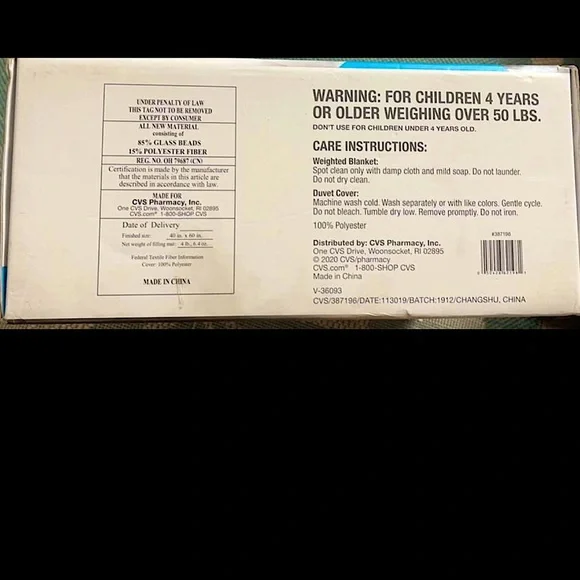 UNDER PENALTY OF LAW
THIS TAG NOT TO BE REMOVED
EXCEPT BY CONSUMER
ALL NEW MATERIAL
consisting of
85% GLASS BEADS
15% POLYESTER FIBER
REG. NO. OH 79687 (CN)
Certification is made by the manufacturer
that the materials in this article are
described in accordance with law.
MADE FOR
CVS Pharmacy, Inc.
One CVS Drive, Woonsocket, RI 02895
CVS.com® 1-800-SHOP CVS
Date of Delivery
Finished size: 40 in. x 60 in.
Net weight of filling mat: 4 lb., 6.4 oz.
Federal Textile Fiber Information
Cover: 100% Polyester
MADE IN CHINA
WARNING: FOR CHILDREN 4 YEARS
OR OLDER WEIGHING OVER 50 LBS.
DON'T USE FOR CHILDREN UNDER 4 YEARS OLD.
CARE INSTRUCTIONS:
Weighted Blanket:
Spot clean only with damp cloth and mild soap. Do not launder.
Do not dry clean.
Duvet Cover:
Machine wash cold. Wash separately or with like colors. Gentle cycle.
Do not bleach. Tumble dry low. Remove promptly. Do not iron.
100% Polyester
Distributed by: CVS Pharmacy, Inc.
One CVS Drive, Woonsocket, RI 02895
© 2020 CVS/pharmacy
CVS.com® 1-800-SHOP CVS
Made in China
V-36093
CVS/387196/DATE:113019/BATCH:1912/CHANGSHU, CHINA
#387196